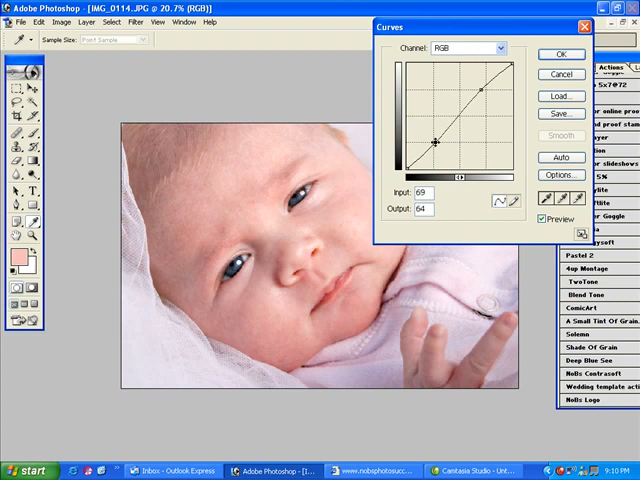 Adobe Photoshop - [IMG_0114.JPG @ 20.7% (RGB)]
File Edit Image Layer Select Filter View Window Help
Sample Size: Point Sample
Curves
Channel: RGB
OK
Cancel
Load...
Save...
Smooth
Auto
Options...
Input: 69
Output: 64
Preview
Actions
5x7@72
Pastel 2
4up Montage
TwoTone
Blend Tone
ComicArt
A Small Tint Of Grain.
Solemn
Shade Of Grain
Deep Blue See
NoBs Contrasoft
Wedding template acti
NoBs Logo
start
Inbox - Outlook Express
Adobe Photoshop - [I...
www.nobsphotosucc...
Camtasia Studio - Unt...
9:10 PM